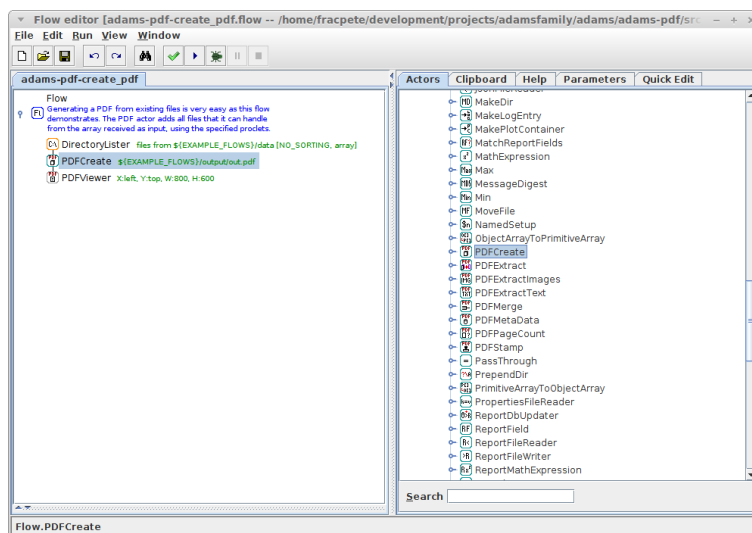 Flow editor [adams-pdf-create_pdf.flow -- /home/fracpete/development/projects/adamsfamily/adams/adams-pdf/src
File Edit Run View Window
adams-pdf-create_pdf
Flow
Generating a PDF from existing files is very easy as this flow
demonstrates. The PDF actor adds all files that it can handle
from the array received as input, using the specified proclets.
DirectoryLister files from ${EXAMPLE_FLOWS}/data [NO_SORTING, array]
PDFCreate ${EXAMPLE_FLOWS}/output/out.pdf
PDFViewer X:left, Y:top, W:800, H:600
Actors Clipboard Help Parameters Quick Edit
MakeDir
MakeLogEntry
MakePlotContainer
MatchReportFields
MathExpression
Max
MessageDigest
Min
MoveFile
NamedSetup
ObjectArrayToPrimitiveArray
PDFCreate
PDFExtract
PDFExtractImages
PDFExtractText
PDFMerge
PDFMetaData
PDFPageCount
PDFStamp
PassThrough
PrependDir
PrimitiveArrayToObjectArray
PropertiesFileReader
ReportDbUpdater
ReportField
ReportFileReader
ReportFileWriter
ReportMathExpression
Search
Flow.PDFCreate